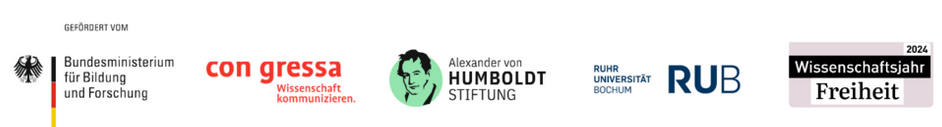 GEFÖRDERT VOM
Bundesministerium
für Bildung
und Forschung
con gressa
Wissenschaft
kommunizieren.
Alexander von
HUMBOLDT
STIFTUNG
RUHR
UNIVERSITÄT
BOCHUM
RUB
2024
Wissenschaftsjahr
Freiheit